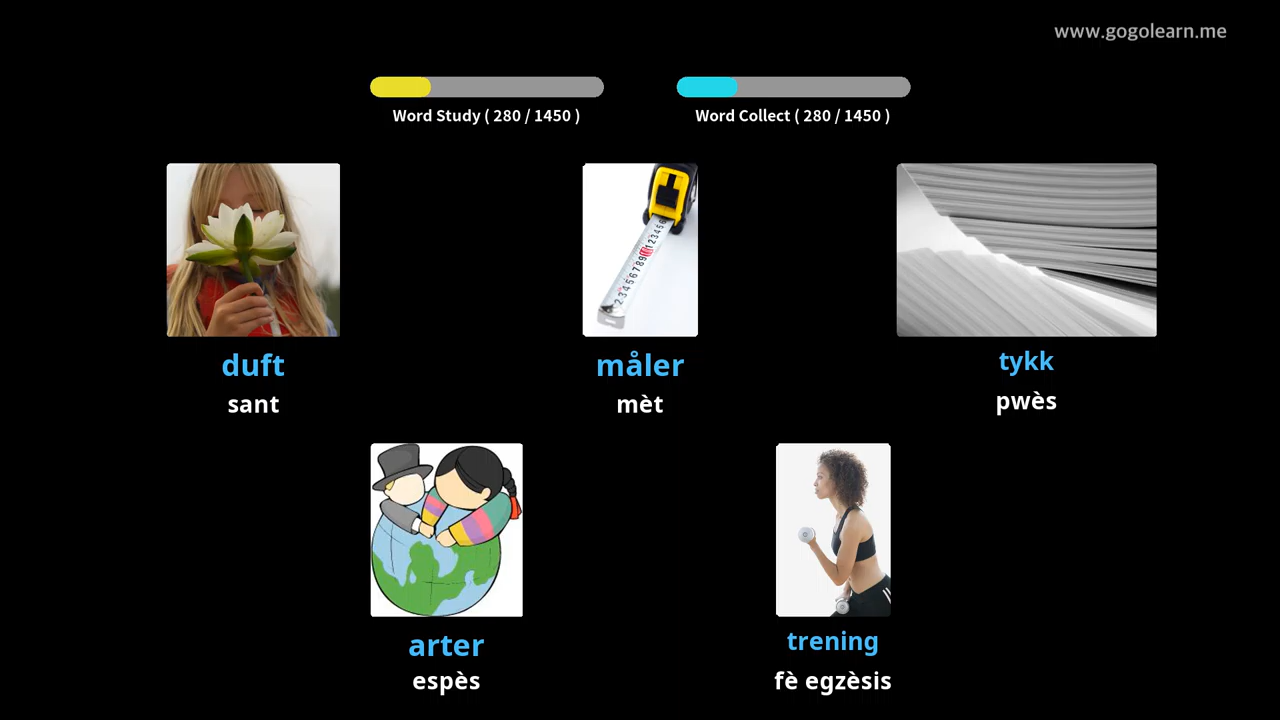 www.gogolearn.me
Word Study ( 280 / 1450 )
Word Collect ( 280 / 1450 )
duft
sant
måler
mèt
tykk
pwès
arter
espès
trening
fè egzèsis